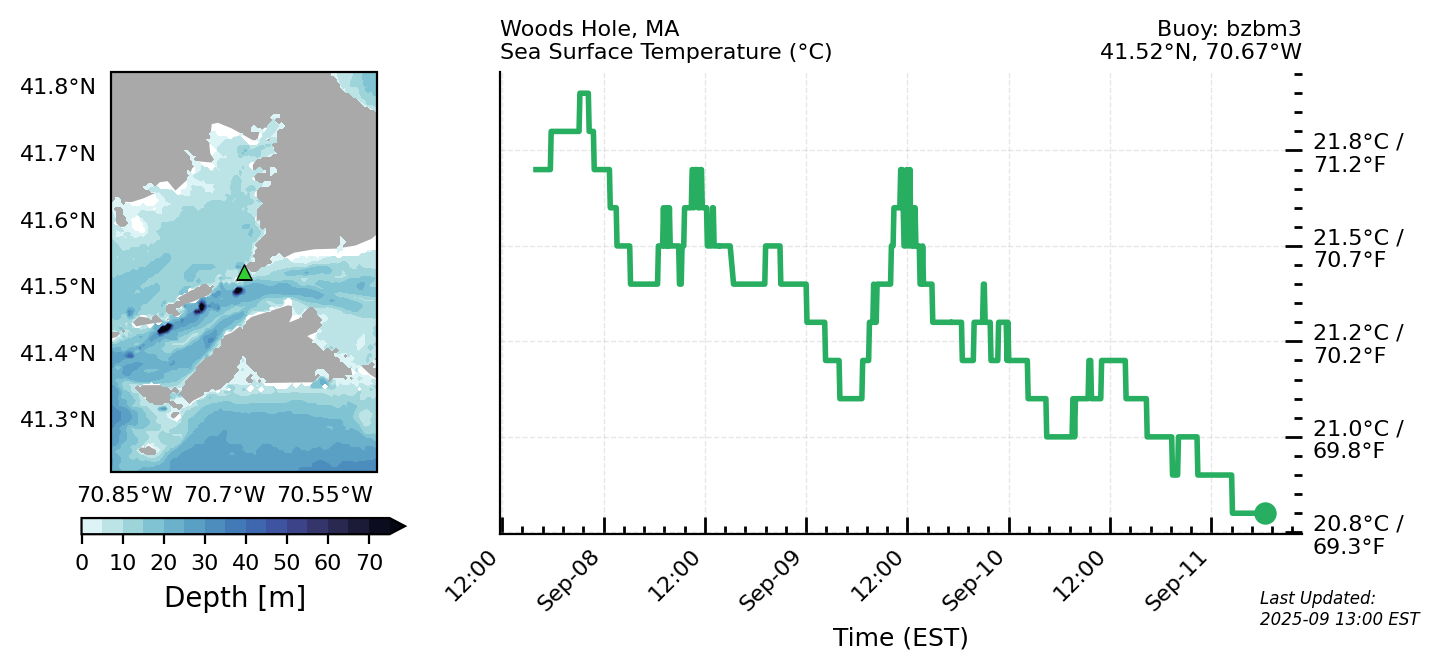 Woods Hole, MA
Sea Surface Temperature (°C)
Buoy: bzbm3
41.52°N, 70.67°W
41.8°N
41.7°N
41.6°N
41.5°N
41.4°N
41.3°N
70.85°W 70.7°W 70.55°W
0 10 20 30 40 50 60 70
Depth [m]
21.8°C /
71.2°F
21.5°C /
70.7°F
21.2°C /
70.2°F
21.0°C /
69.8°F
20.8°C /
69.3°F
12:00 Sep-08 12:00 Sep-09 12:00 Sep-10 12:00 Sep-11
Time (EST)
Last Updated:
2025-09 13:00 EST